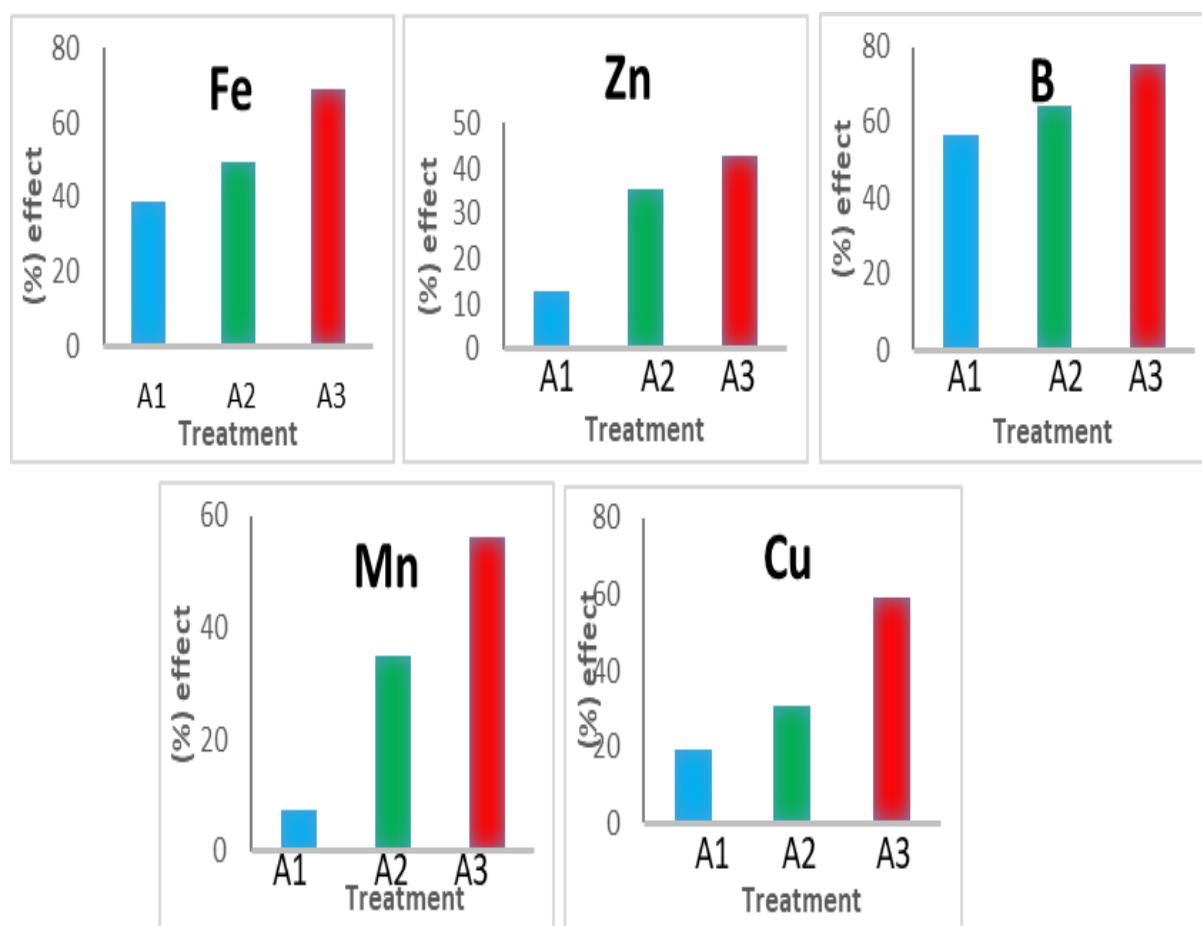 Fe
(%) effect
80
60
40
20
0
A1 A2 A3
Treatment
Zn
(%) effect
50
40
30
20
10
0
A1 A2 A3
Treatment
B
(%) effect
80
60
40
20
0
A1 A2 A3
Treatment
Mn
(%) effect
60
40
20
0
A1 A2 A3
Treatment
Cu
(%) effect
80
60
40
20
0
A1 A2 A3
Treatment